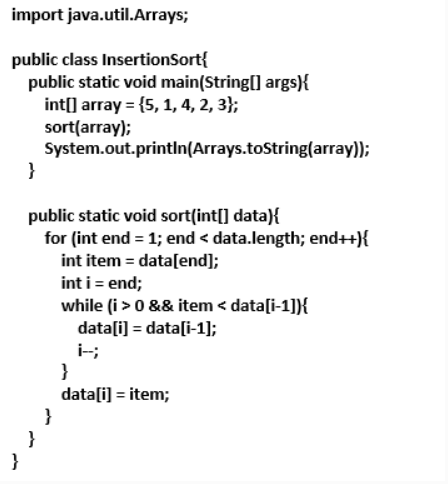 import java.util.Arrays;
public class InsertionSort{
public static void main(String[] args){
int[] array = {5, 1, 4, 2, 3};
sort(array);
System.out.println(Arrays.toString(array));
}
public static void sort(int[] data){
for (int end = 1; end < data.length; end++){
int item = data[end];
int i = end;
while (i > 0 && item < data[i-1]){
data[i] = data[i-1];
i--;
}
data[i] = item;
}
}
}